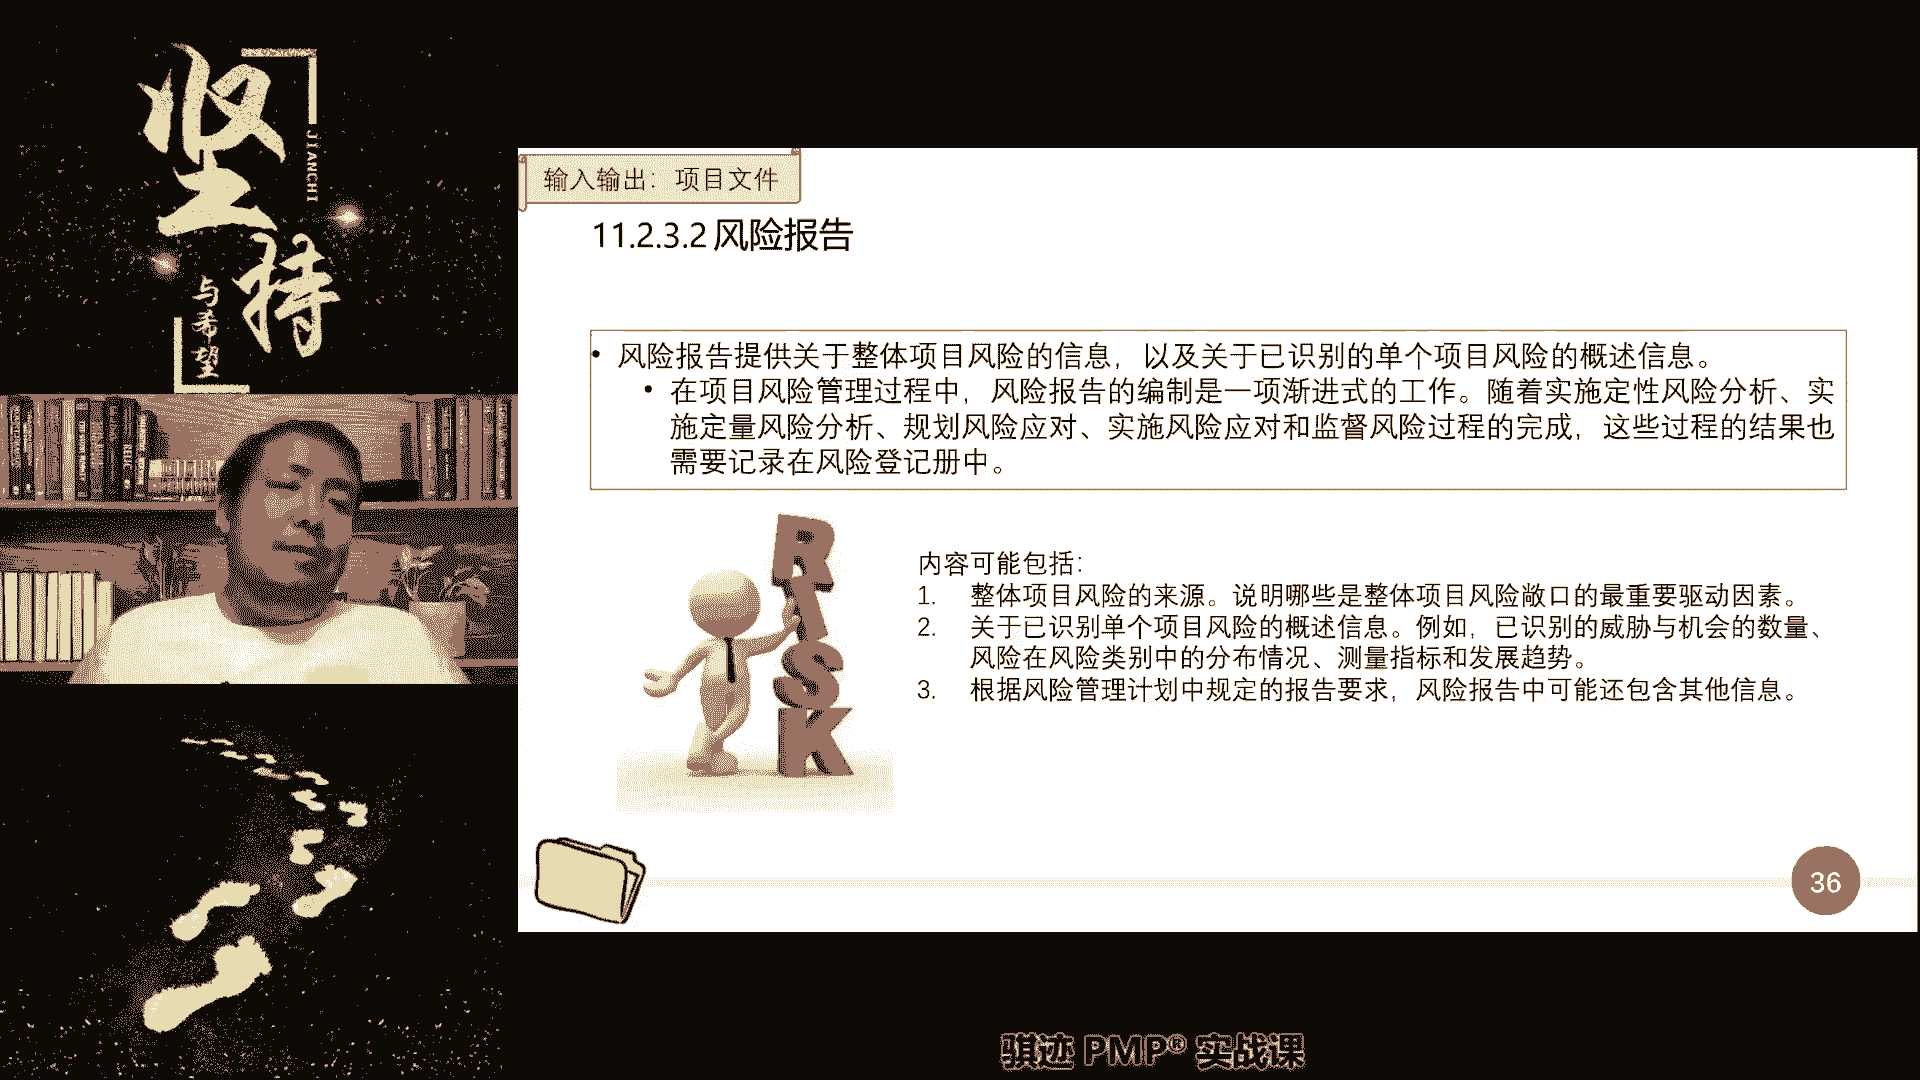 坚持
JIANCHI
与希望
输入输出：项目文件
11.2.3.2 风险报告
• 风险报告提供关于整体项目风险的信息，以及关于已识别的单个项目风险的概述信息。
• 在项目风险管理过程中，风险报告的编制是一项渐进式的工作。随着实施定性风险分析、实
施定量风险分析、规划风险应对、实施风险应对和监督风险过程的完成，这些过程的结果也
需要记录在风险登记册中。
RISK
内容可能包括：
1. 整体项目风险的来源。说明哪些是整体项目风险敞口的最重要驱动因素。
2. 关于已识别单个项目风险的概述信息。例如，已识别的威胁与机会的数量、
风险在风险类别中的分布情况、测量指标和发展趋势。
3. 根据风险管理计划中规定的报告要求，风险报告中可能还包含其他信息。
36
骐迹 PMP® 实战课